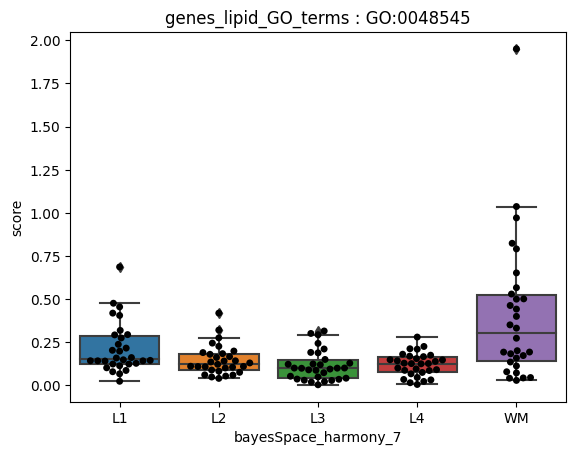 genes_lipid_GO_terms : GO:0048545
2.00
1.75
1.50
1.25
1.00
0.75
0.50
0.25
0.00
score
L1 L2 L3 L4 WM
bayesSpace_harmony_7